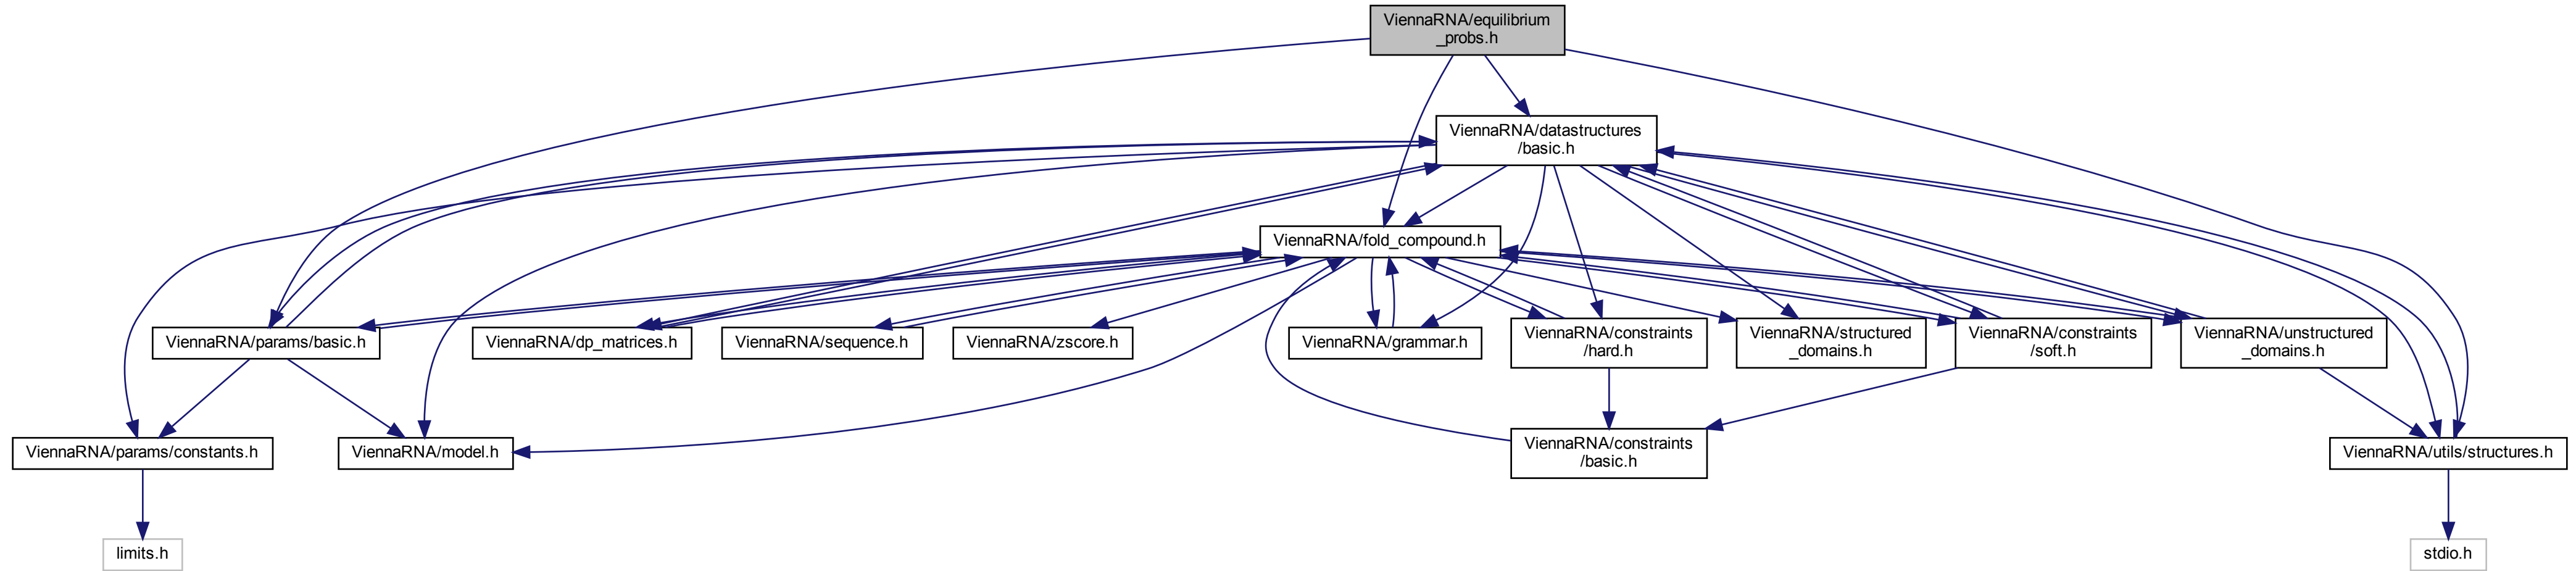 ViennaRNA/equilibrium
_probs.h
ViennaRNA/datastructures
/basic.h
ViennaRNA/fold_compound.h
ViennaRNA/params/basic.h
ViennaRNA/dp_matrices.h
ViennaRNA/sequence.h
ViennaRNA/zscore.h
ViennaRNA/grammar.h
ViennaRNA/constraints
/hard.h
ViennaRNA/structured
_domains.h
ViennaRNA/constraints
/soft.h
ViennaRNA/unstructured
_domains.h
ViennaRNA/params/constants.h
ViennaRNA/model.h
ViennaRNA/constraints
/basic.h
ViennaRNA/utils/structures.h
limits.h
stdio.h